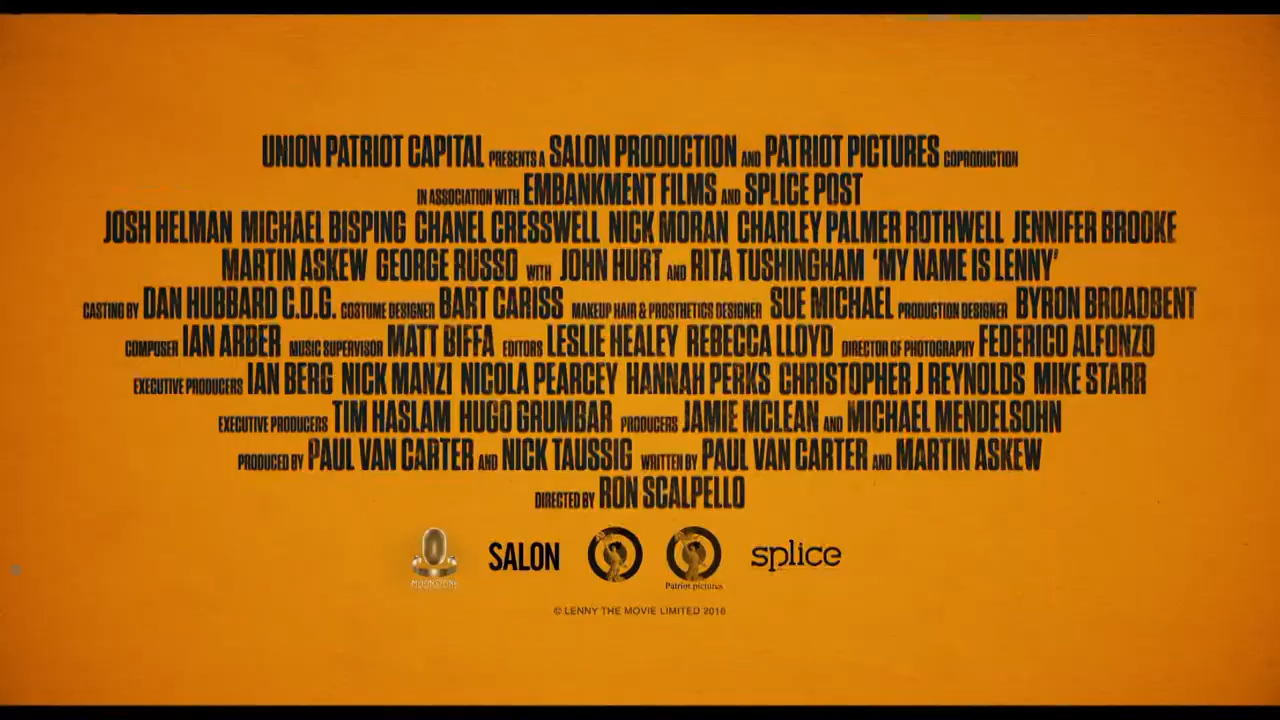 UNION PATRIOT CAPITAL PRESENTS A SALON PRODUCTION AND PATRIOT PICTURES COPRODUCTION
IN ASSOCIATION WITH EMBANKMENT FILMS AND SPLICE POST
JOSH HELMAN MICHAEL BISPING CHANEL CRESSWELL NICK MORAN CHARLEY PALMER ROTHWELL JENNIFER BROOKE
MARTIN ASKEW GEORGE RUSSO WITH JOHN HURT AND RITA TUSHINGHAM 'MY NAME IS LENNY'
CASTING BY DAN HUBBARD C.D.G. COSTUME DESIGNER BART CARISS MAKEUP HAIR & PROSTHETICS DESIGNER SUE MICHAEL PRODUCTION DESIGNER BYRON BROADBENT
COMPOSER IAN ARBER MUSIC SUPERVISOR MATT BIFFA EDITORS LESLIE HEALEY REBECCA LLOYD DIRECTOR OF PHOTOGRAPHY FEDERICO ALFONZO
EXECUTIVE PRODUCERS IAN BERG NICK MANZI NICOLA PEARCEY HANNAH PERKS CHRISTOPHER J REYNOLDS MIKE STARR
EXECUTIVE PRODUCERS TIM HASLAM HUGO GRUMBAR PRODUCERS JAMIE MCLEAN AND MICHAEL MENDELSOHN
PRODUCED BY PAUL VAN CARTER AND NICK TAUSSIG WRITTEN BY PAUL VAN CARTER AND MARTIN ASKEW
DIRECTED BY RON SCALPELLO
SALON splice
Patriot pictures
© LENNY THE MOVIE LIMITED 2016